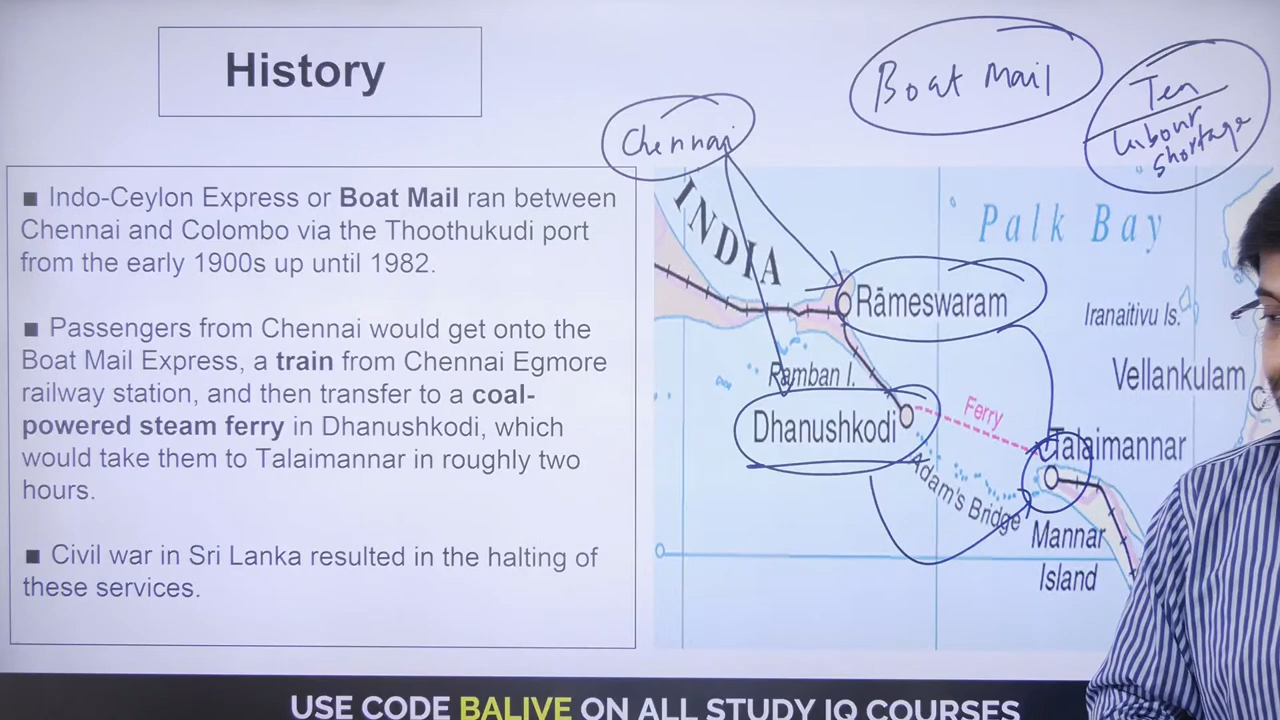 History
Boat Mail
Tea
Labour
Shortage
Chennai
■ Indo-Ceylon Express or Boat Mail ran between
Chennai and Colombo via the Thoothukudi port
from the early 1900s up until 1982.
■ Passengers from Chennai would get onto the
Boat Mail Express, a train from Chennai Egmore
railway station, and then transfer to a coal-
powered steam ferry in Dhanushkodi, which
would take them to Talaimannar in roughly two
hours.
■ Civil war in Sri Lanka resulted in the halting of
these services.
INDIA
Palk Bay
Rāmeswaram
Iranaitivu Is.
Vellankulam
Ramban I.
Dhanushkodi
Ferry
Talaimannar
Adam's Bridge
Mannar
Island
USE CODE BALIVE ON ALL STUDY IQ COURSES